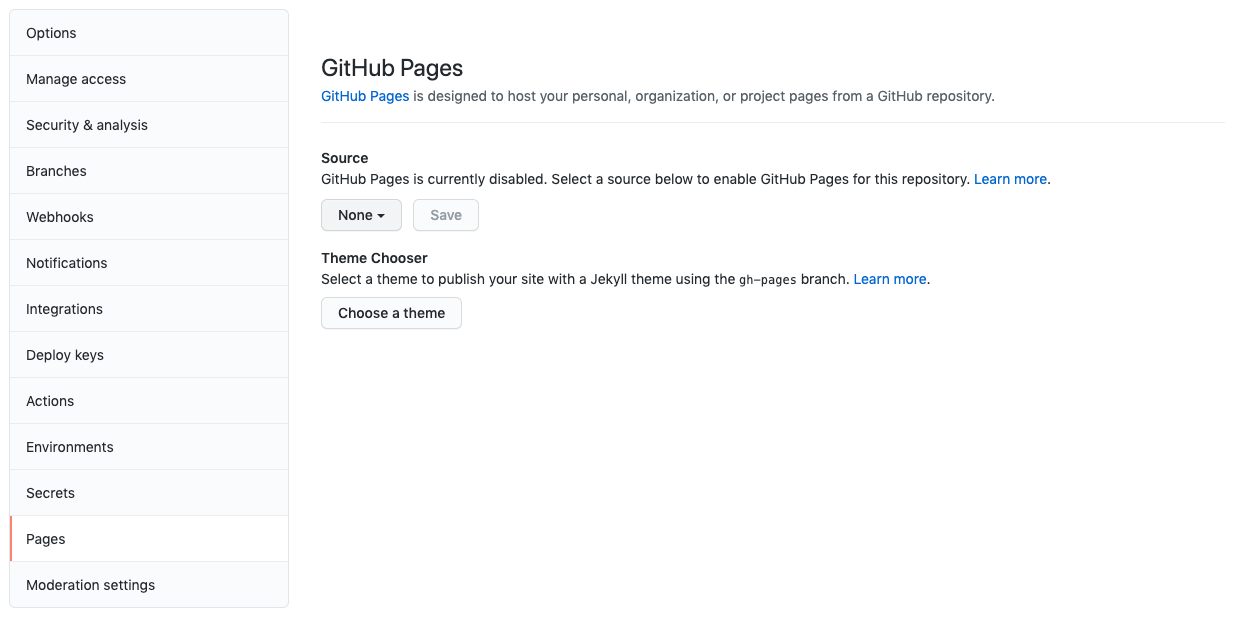 Options
Manage access
Security & analysis
Branches
Webhooks
Notifications
Integrations
Deploy keys
Actions
Environments
Secrets
Pages
Moderation settings
GitHub Pages
GitHub Pages is designed to host your personal, organization, or project pages from a GitHub repository.
Source
GitHub Pages is currently disabled. Select a source below to enable GitHub Pages for this repository. Learn more.
None
Save
Theme Chooser
Select a theme to publish your site with a Jekyll theme using the gh-pages branch. Learn more.
Choose a theme